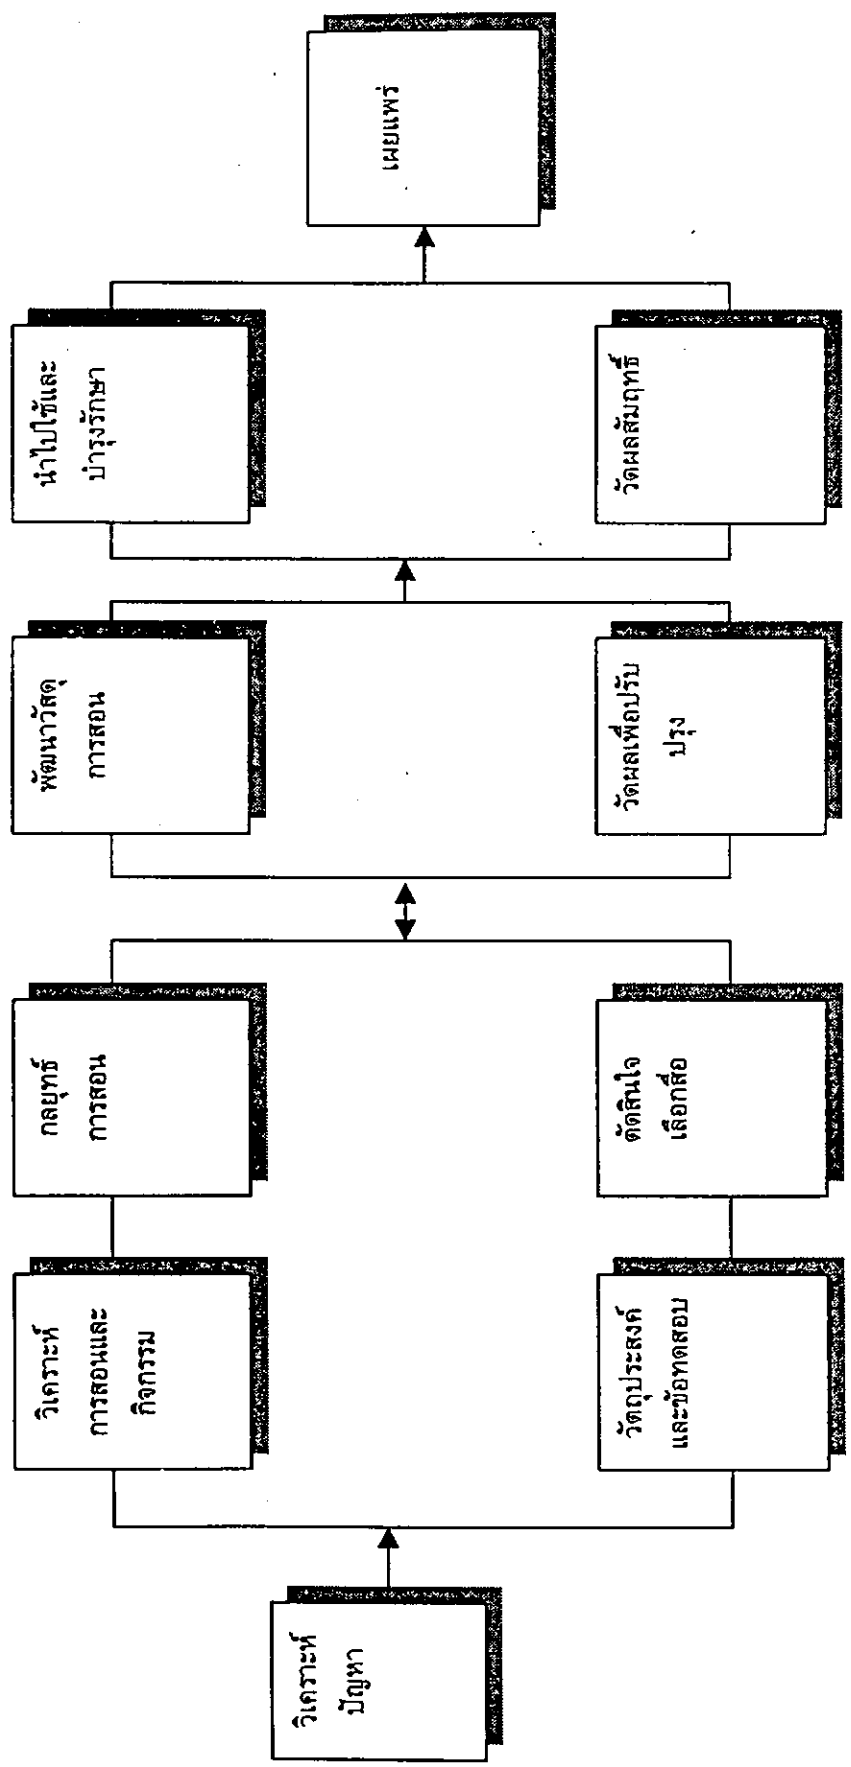 วิเคราะห์
ปัญหา
วิเคราะห์
การสอนและ
กิจกรรม
กลยุทธ์
การสอน
พัฒนาวัสดุ
การสอน
นำไปใช้และ
บำรุงรักษา
วัตถุประสงค์
และข้อทดสอบ
ตัดสินใจ
เลือกสื่อ
วัดผลเพื่อปรับ
ปรุง
วัดผลสัมฤทธิ์
เผยแพร่